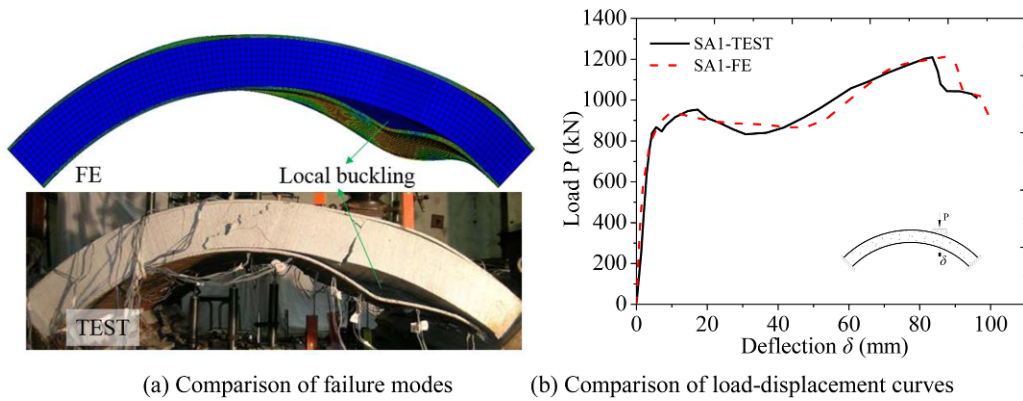 FE
Local buckling
TEST
(a) Comparison of failure modes
1400
1200
1000
800
600
400
200
0
Load P (kN)
SA1-TEST
SA1-FE
P
δ
0 20 40 60 80 100
Deflection δ (mm)
(b) Comparison of load-displacement curves